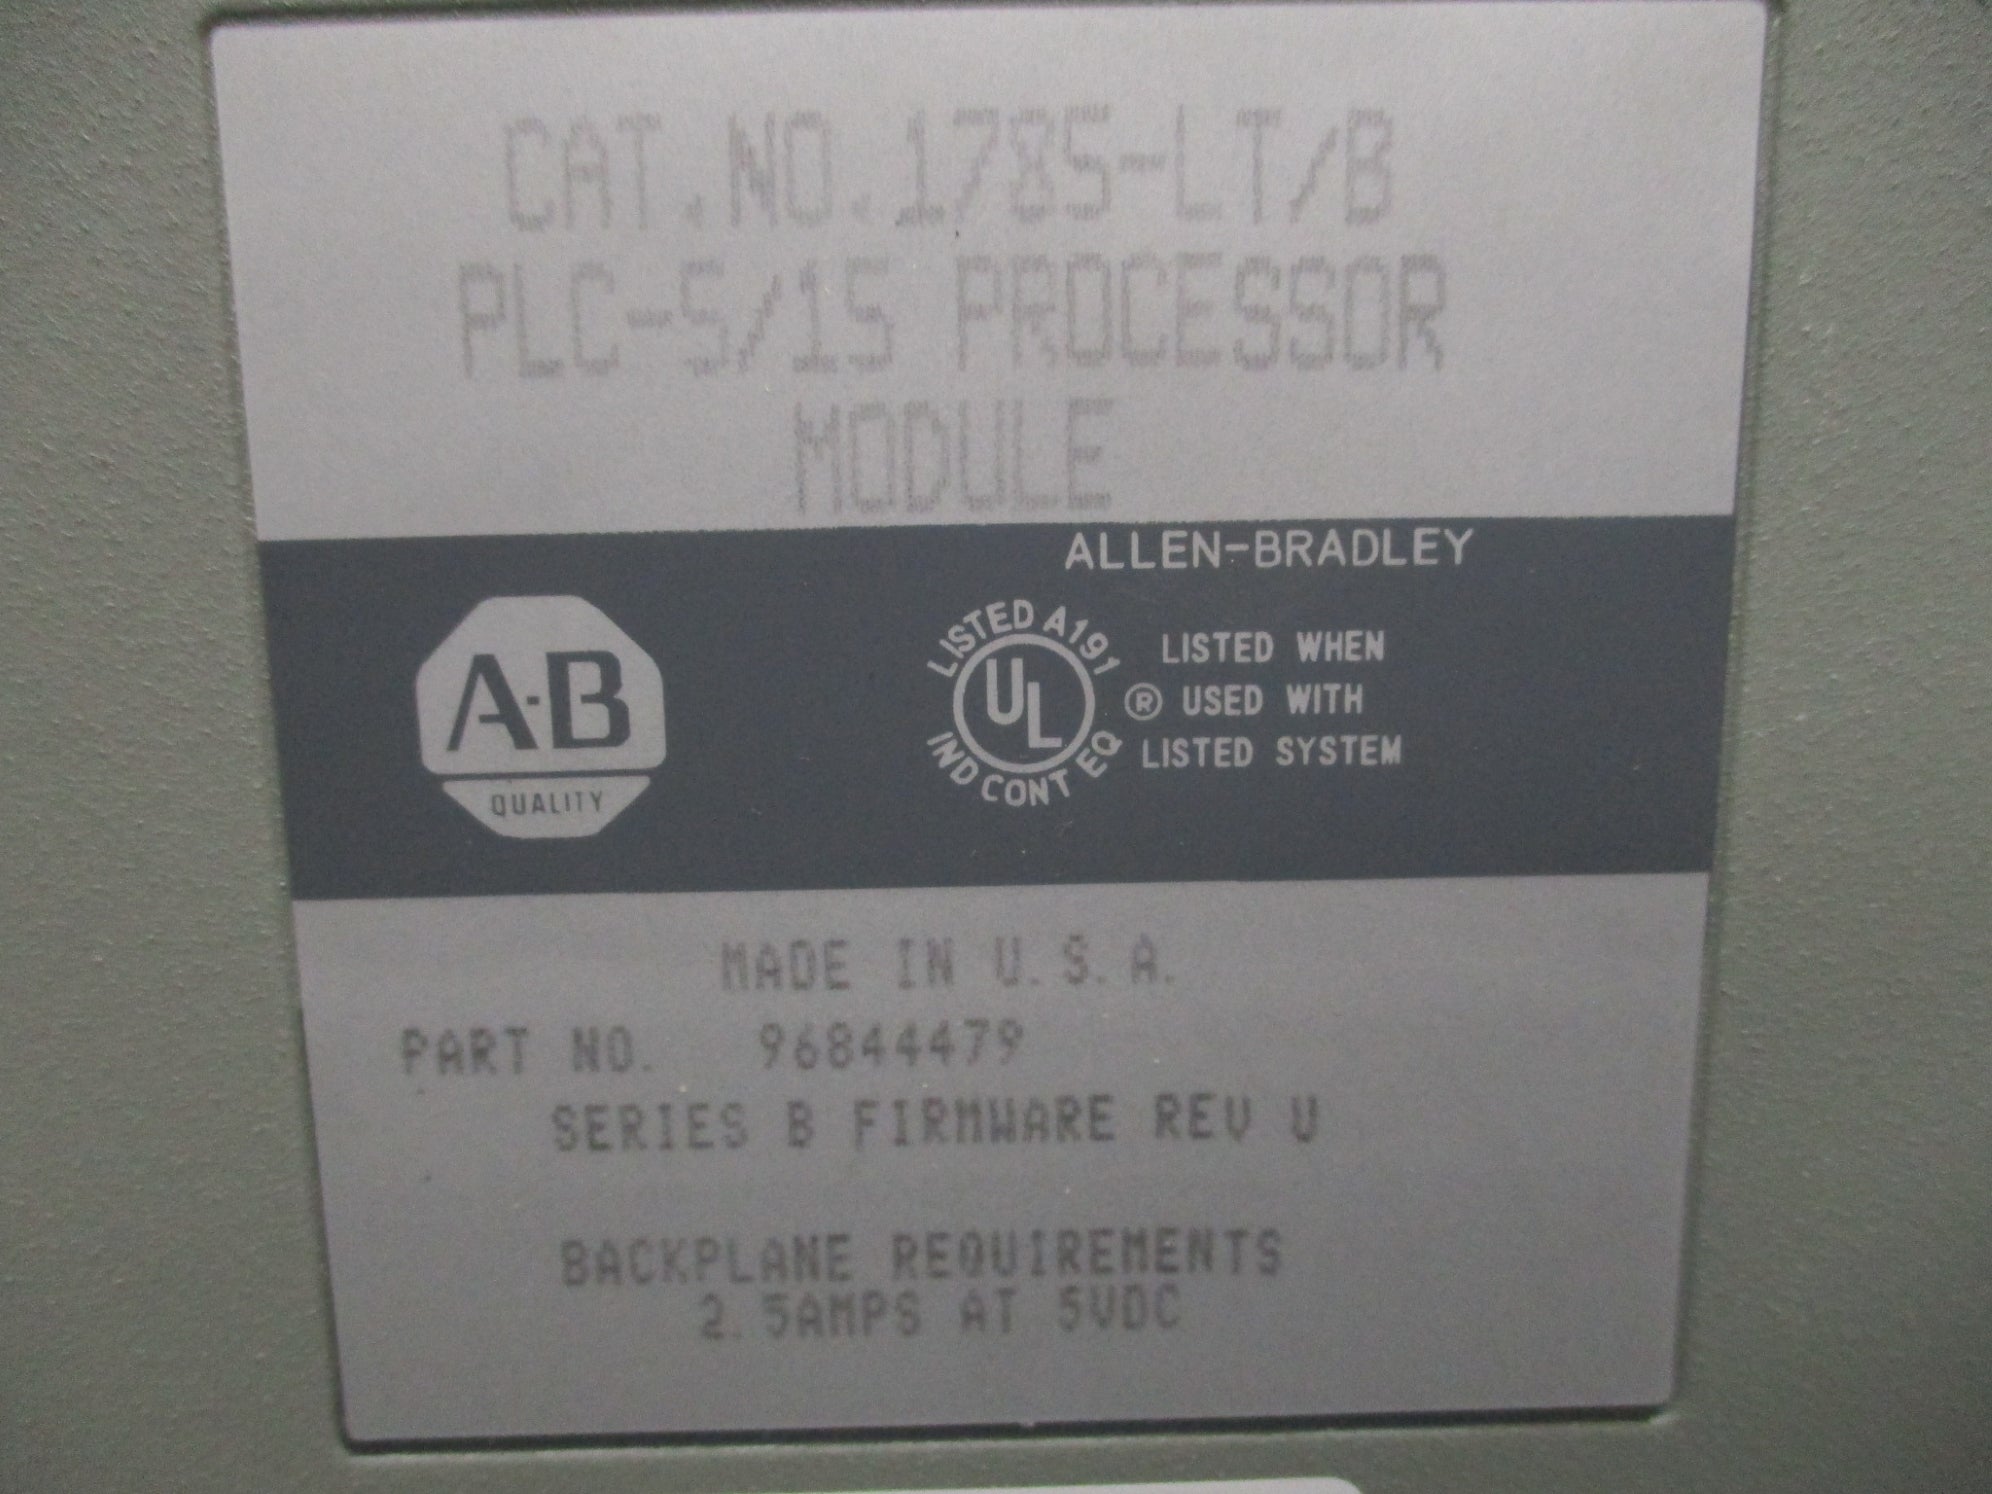 CAT.NO.1785-LT/B
PLC-5/15 PROCESSOR
MODULE
ALLEN-BRADLEY
A-B
QUALITY
LISTED A191
UL
IND CONT EQ
®
LISTED WHEN
USED WITH
LISTED SYSTEM
MADE IN U.S.A.
PART NO. 96844479
SERIES B FIRMWARE REV U
BACKPLANE REQUIREMENTS
2.5AMPS AT 5VDC